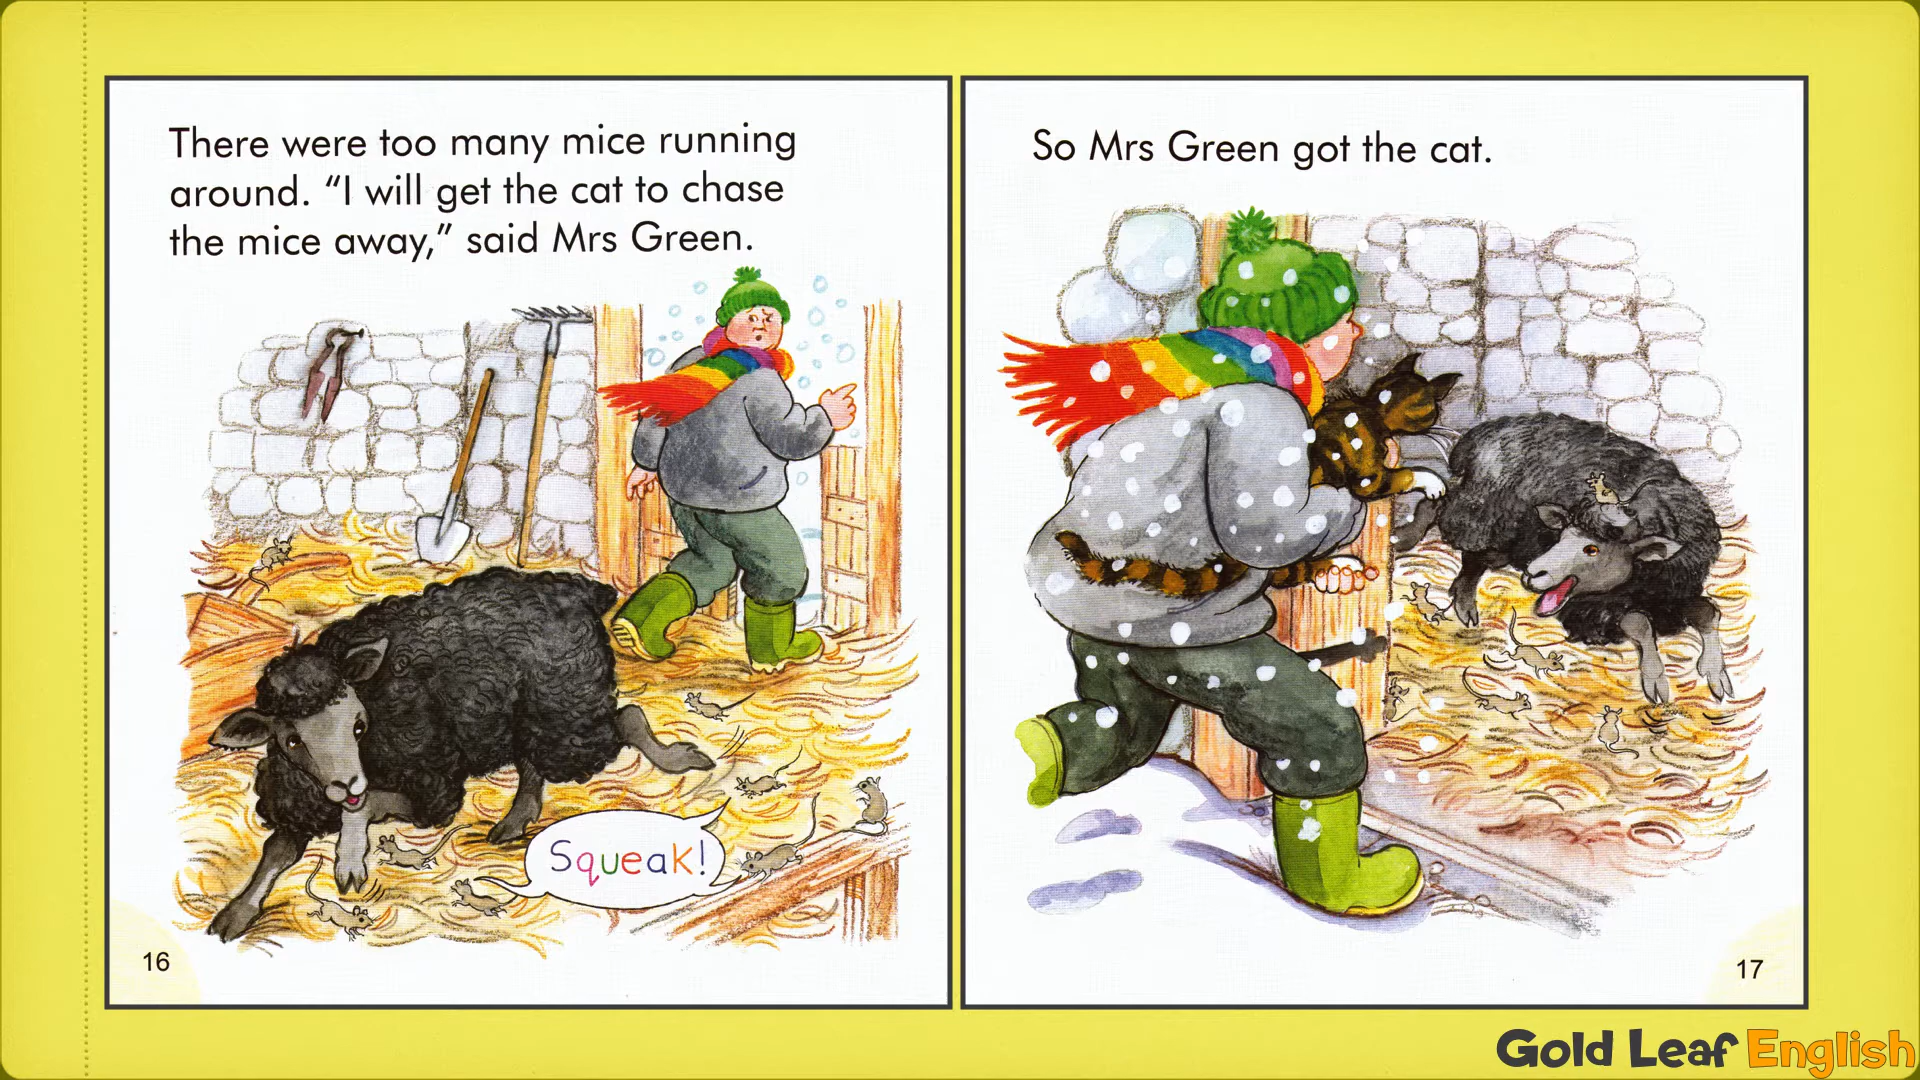 There were too many mice running
around. “I will get the cat to chase
the mice away,” said Mrs Green.
Squeak!
16
So Mrs Green got the cat.
17
Gold Leaf English